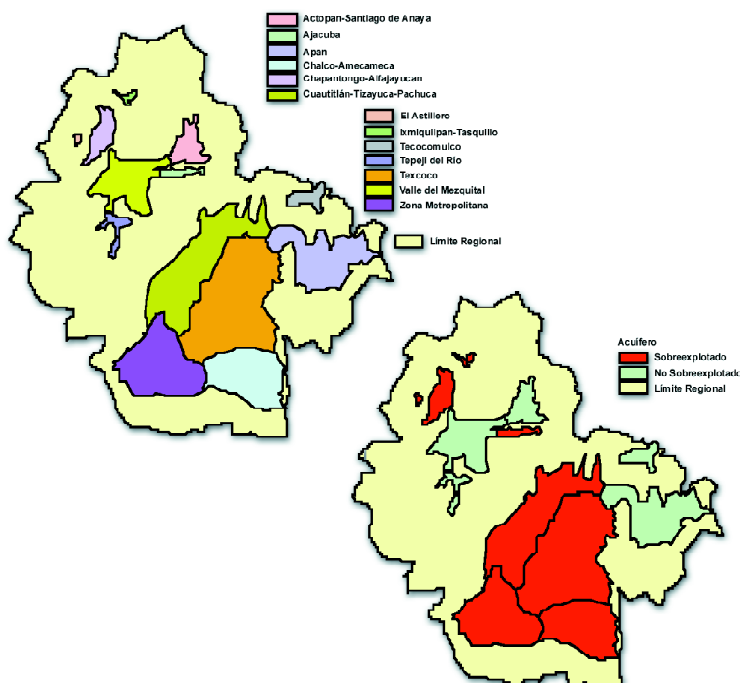 Actopan-Santiago de Anaya
Ajacuba
Apan
Chalco-Amecameca
Chapantongo-Alfajayucan
Cuautitlán-Tizayuca-Pachuca
El Astillero
Ixmiquilpan-Tasquillo
Tecocomulco
Tepeji del Río
Texcoco
Valle del Mezquital
Zona Metropolitana
Límite Regional
Acuífero
Sobreexplotado
No Sobreexplotado
Límite Regional